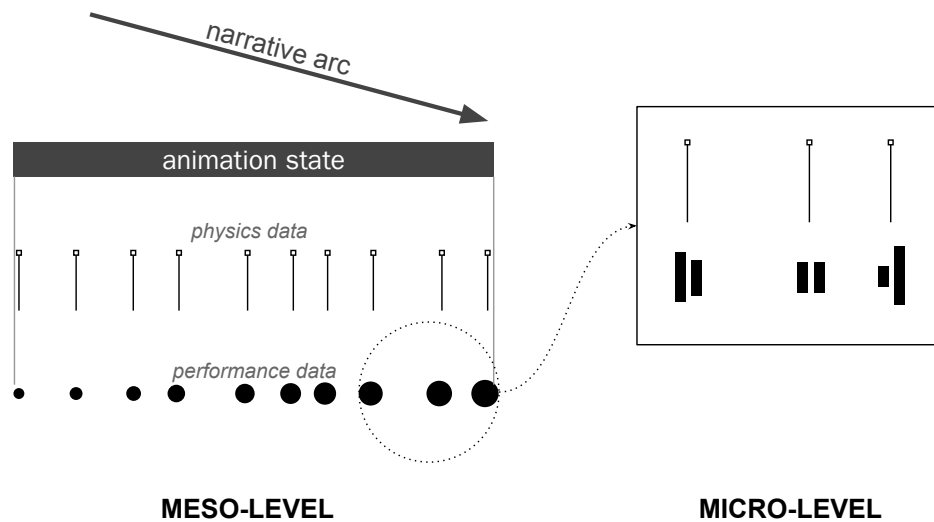 narrative arc
animation state
physics data
performance data
MESO-LEVEL
MICRO-LEVEL